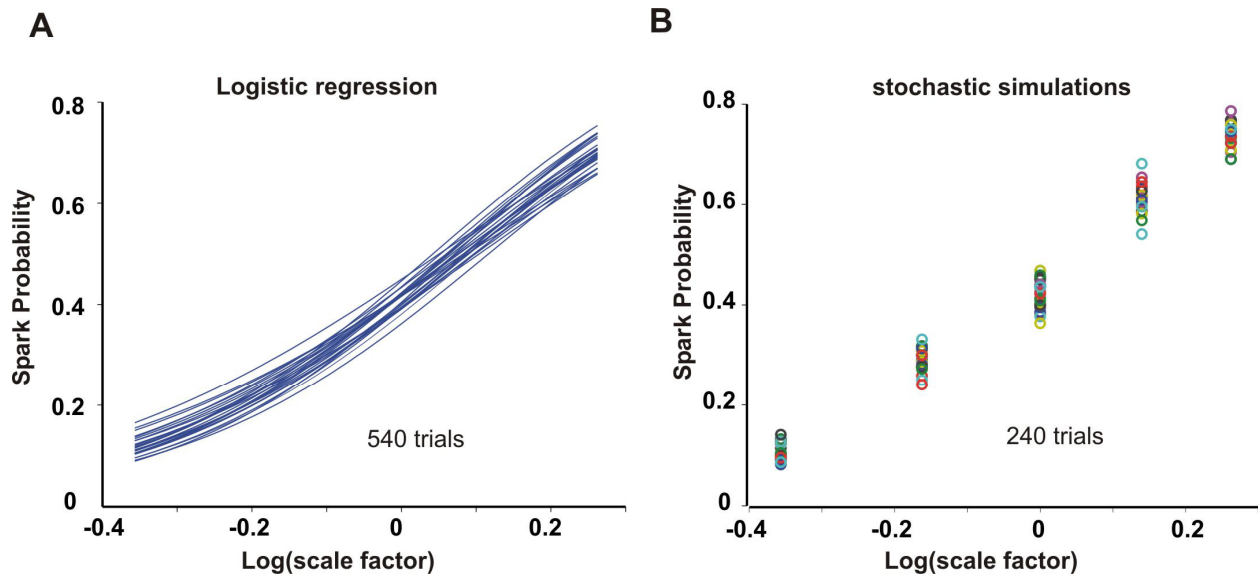 A
Logistic regression
Spark Probability
0.8
0.6
0.4
0.2
0
540 trials
-0.4
-0.2
0
0.2
Log(scale factor)
B
stochastic simulations
Spark Probability
0.8
0.6
0.4
0.2
0
240 trials
-0.4
-0.2
0
0.2
Log(scale factor)